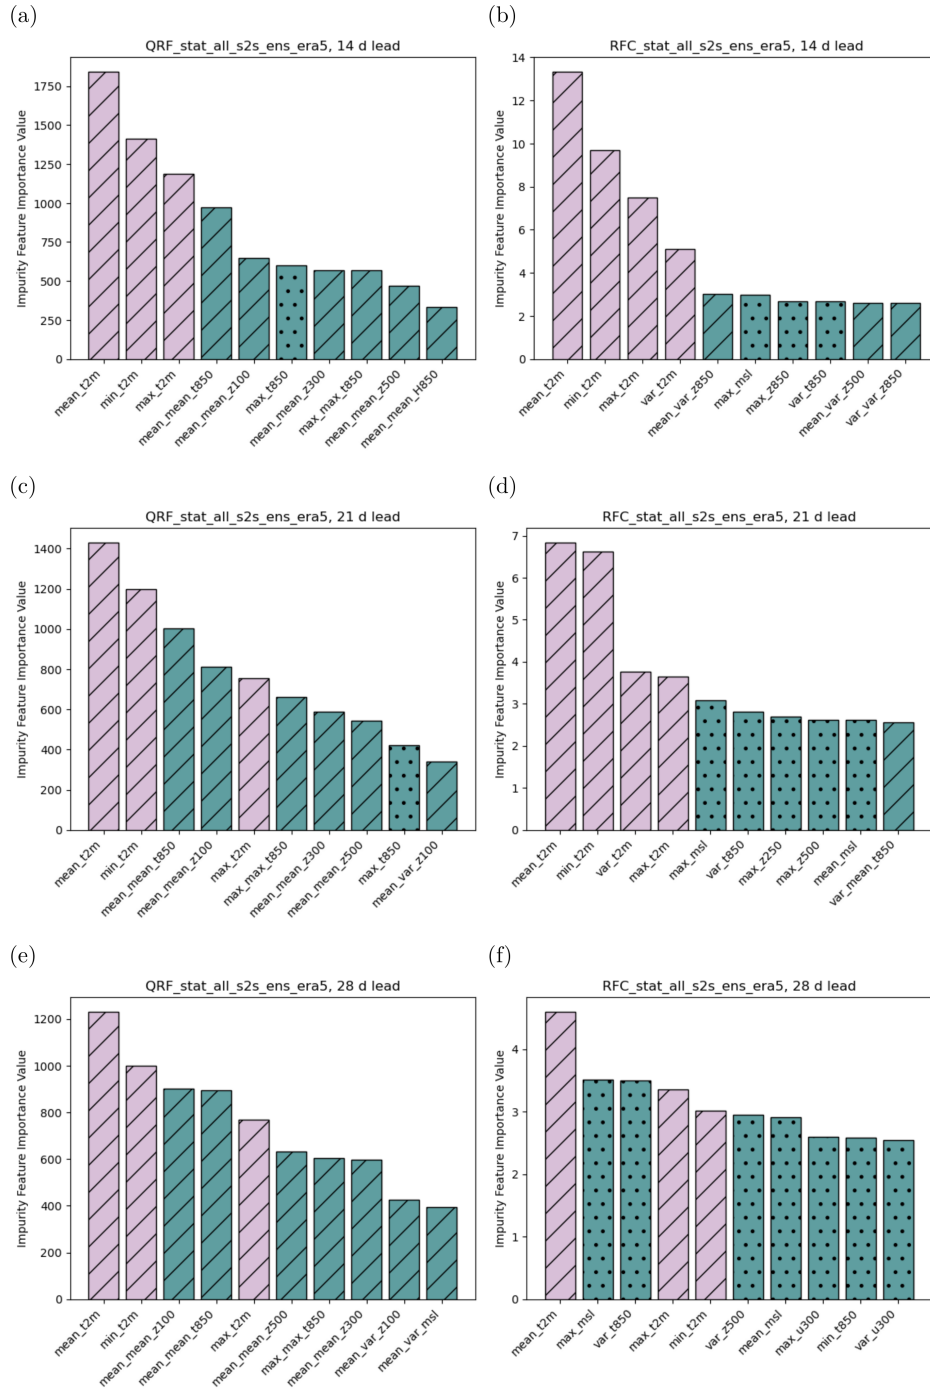 (a)
QRF_stat_all_s2s_ens_era5, 14 d lead
Impurity Feature Importance Value
1750
1500
1250
1000
750
500
250
0
mean_t2m
min_t2m
max_t2m
mean_mean_t850
mean_mean_z100
max_t850
mean_mean_z300
max_max_t850
mean_mean_z500
mean_mean_H850
(b)
RFC_stat_all_s2s_ens_era5, 14 d lead
Impurity Feature Importance Value
14
12
10
8
6
4
2
0
mean_t2m
min_t2m
max_t2m
var_t2m
mean_var_z850
max_msl
max_z850
var_t850
mean_var_z500
var_var_z850
(c)
QRF_stat_all_s2s_ens_era5, 21 d lead
Impurity Feature Importance Value
1400
1200
1000
800
600
400
200
0
mean_t2m
min_t2m
mean_mean_t850
mean_mean_z100
max_t2m
max_max_t850
mean_mean_z300
mean_mean_z500
max_t850
mean_var_z100
(d)
RFC_stat_all_s2s_ens_era5, 21 d lead
Impurity Feature Importance Value
7
6
5
4
3
2
1
0
mean_t2m
min_t2m
var_t2m
max_t2m
max_msl
var_t850
max_z250
max_z500
mean_msl
var_mean_t850
(e)
QRF_stat_all_s2s_ens_era5, 28 d lead
Impurity Feature Importance Value
1200
1000
800
600
400
200
0
mean_t2m
min_t2m
mean_mean_z100
mean_mean_t850
max_t2m
mean_mean_z500
max_max_t850
mean_mean_z300
mean_var_z100
mean_var_msl
(f)
RFC_stat_all_s2s_ens_era5, 28 d lead
Impurity Feature Importance Value
4
3
2
1
0
mean_t2m
max_msl
var_t850
max_t2m
min_t2m
var_z500
mean_msl
max_u300
min_t850
var_u300